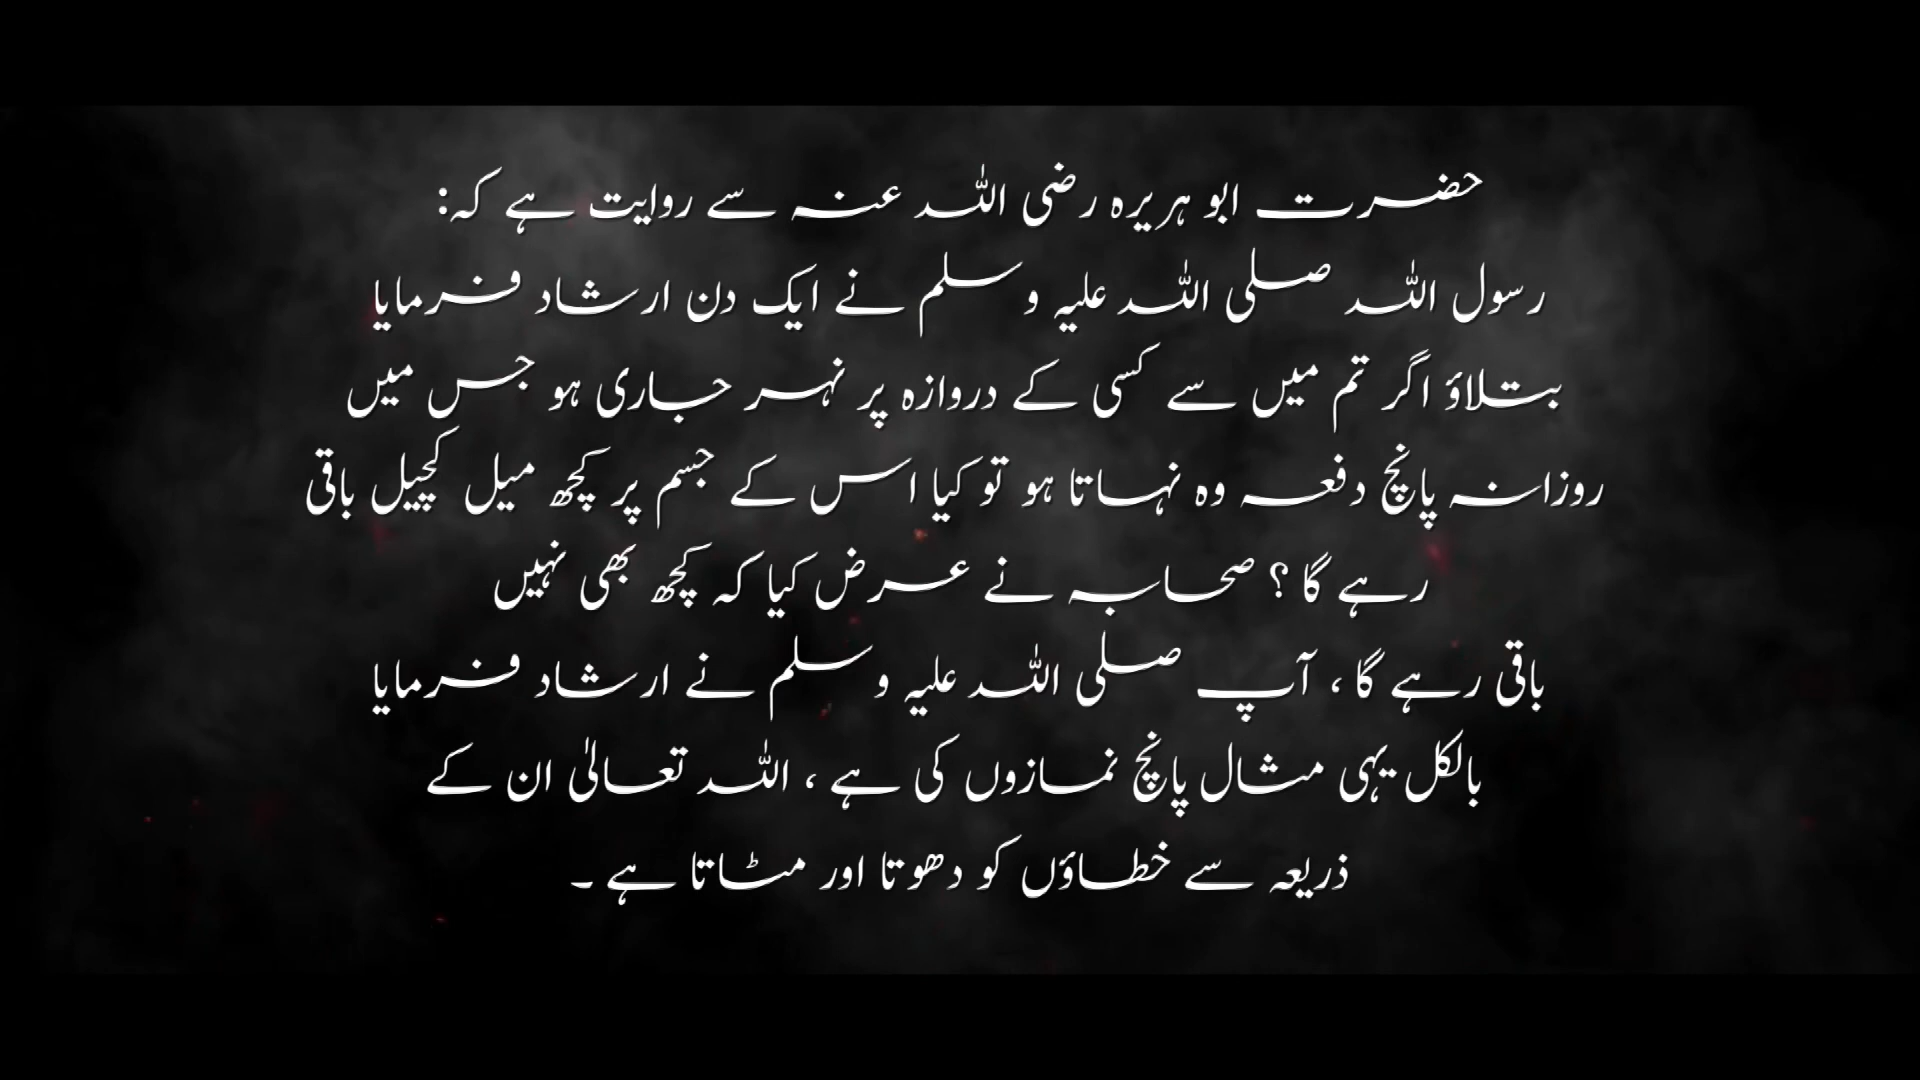 حضرت ابو ہریرہ رضی اللہ عنہ سے روایت ہے کہ:
رسول اللہ صلی اللہ علیہ وسلم نے ایک دن ارشاد فرمایا
بتلاؤ اگر تم میں سے کسی کے دروازہ پر نہر جاری ہو جس میں
روزانہ پانچ دفعہ وہ نہاتا ہو تو کیا اس کے جسم پر کچھ میل کچیل باقی
رہے گا ؟ صحابہ نے عرض کیا کہ کچھ بھی نہیں
باقی رہے گا ، آپ صلی اللہ علیہ وسلم نے ارشاد فرمایا
بالکل یہی مثال پانچ نمازوں کی ہے ، اللہ تعالیٰ ان کے
ذریعہ سے خطاؤں کو دھوتا اور مٹاتا ہے ۔